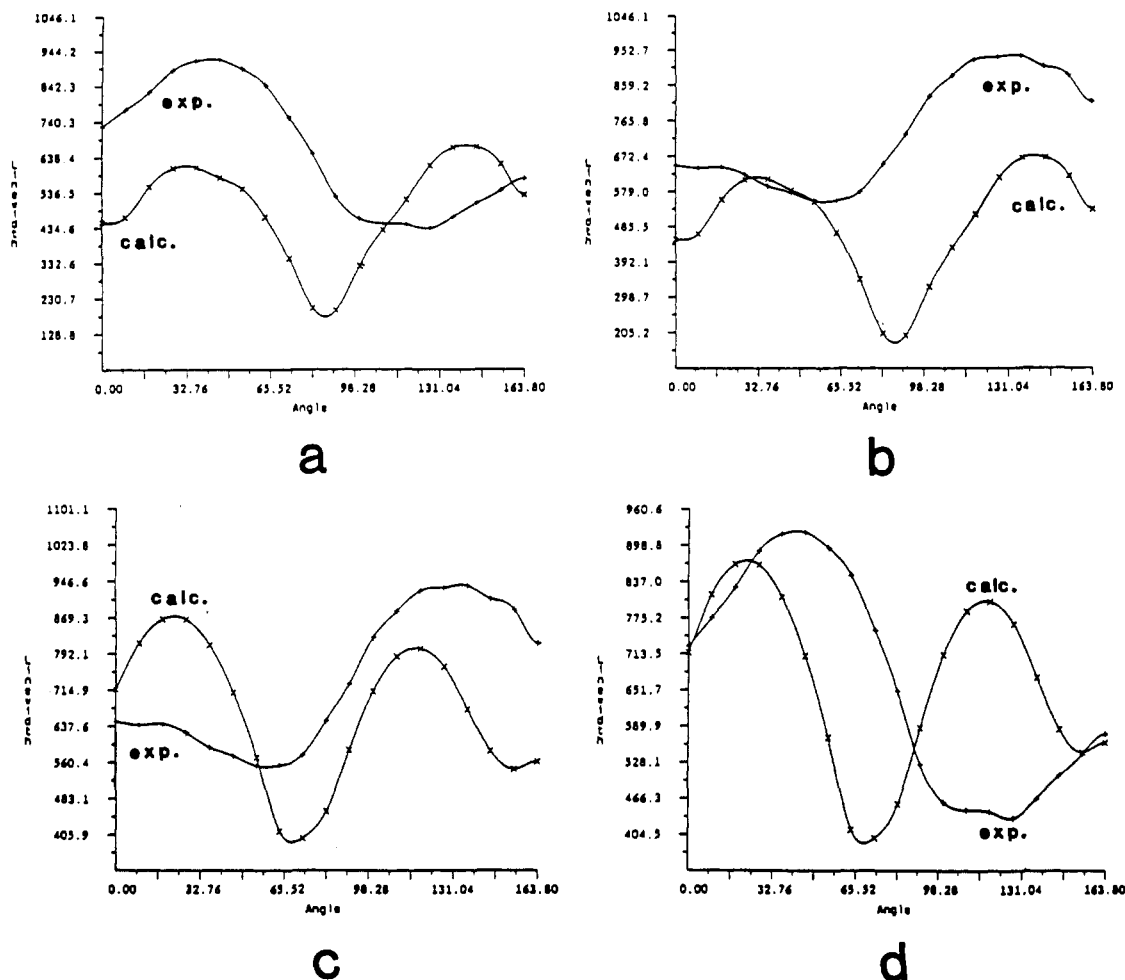 1046.1
944.2
842.3
740.3
638.4
536.5
434.6
332.6
230.7
128.8
Linewidth
exp.
calc.
0.00 32.76 65.52 98.28 131.04 163.80
Angle
a
1046.1
952.7
859.2
765.8
672.4
579.0
485.5
392.1
298.7
205.2
Linewidth
exp.
calc.
0.00 32.76 65.52 98.28 131.04 163.80
Angle
b
1101.1
1023.8
946.6
869.3
792.1
714.9
637.6
560.4
483.1
405.9
Linewidth
calc.
exp.
0.00 32.76 65.52 98.28 131.04 163.80
Angle
c
960.6
898.8
837.0
775.2
713.5
651.7
589.9
528.1
466.3
404.5
Linewidth
calc.
exp.
0.00 32.76 65.52 98.28 131.04 163.80
Angle
d